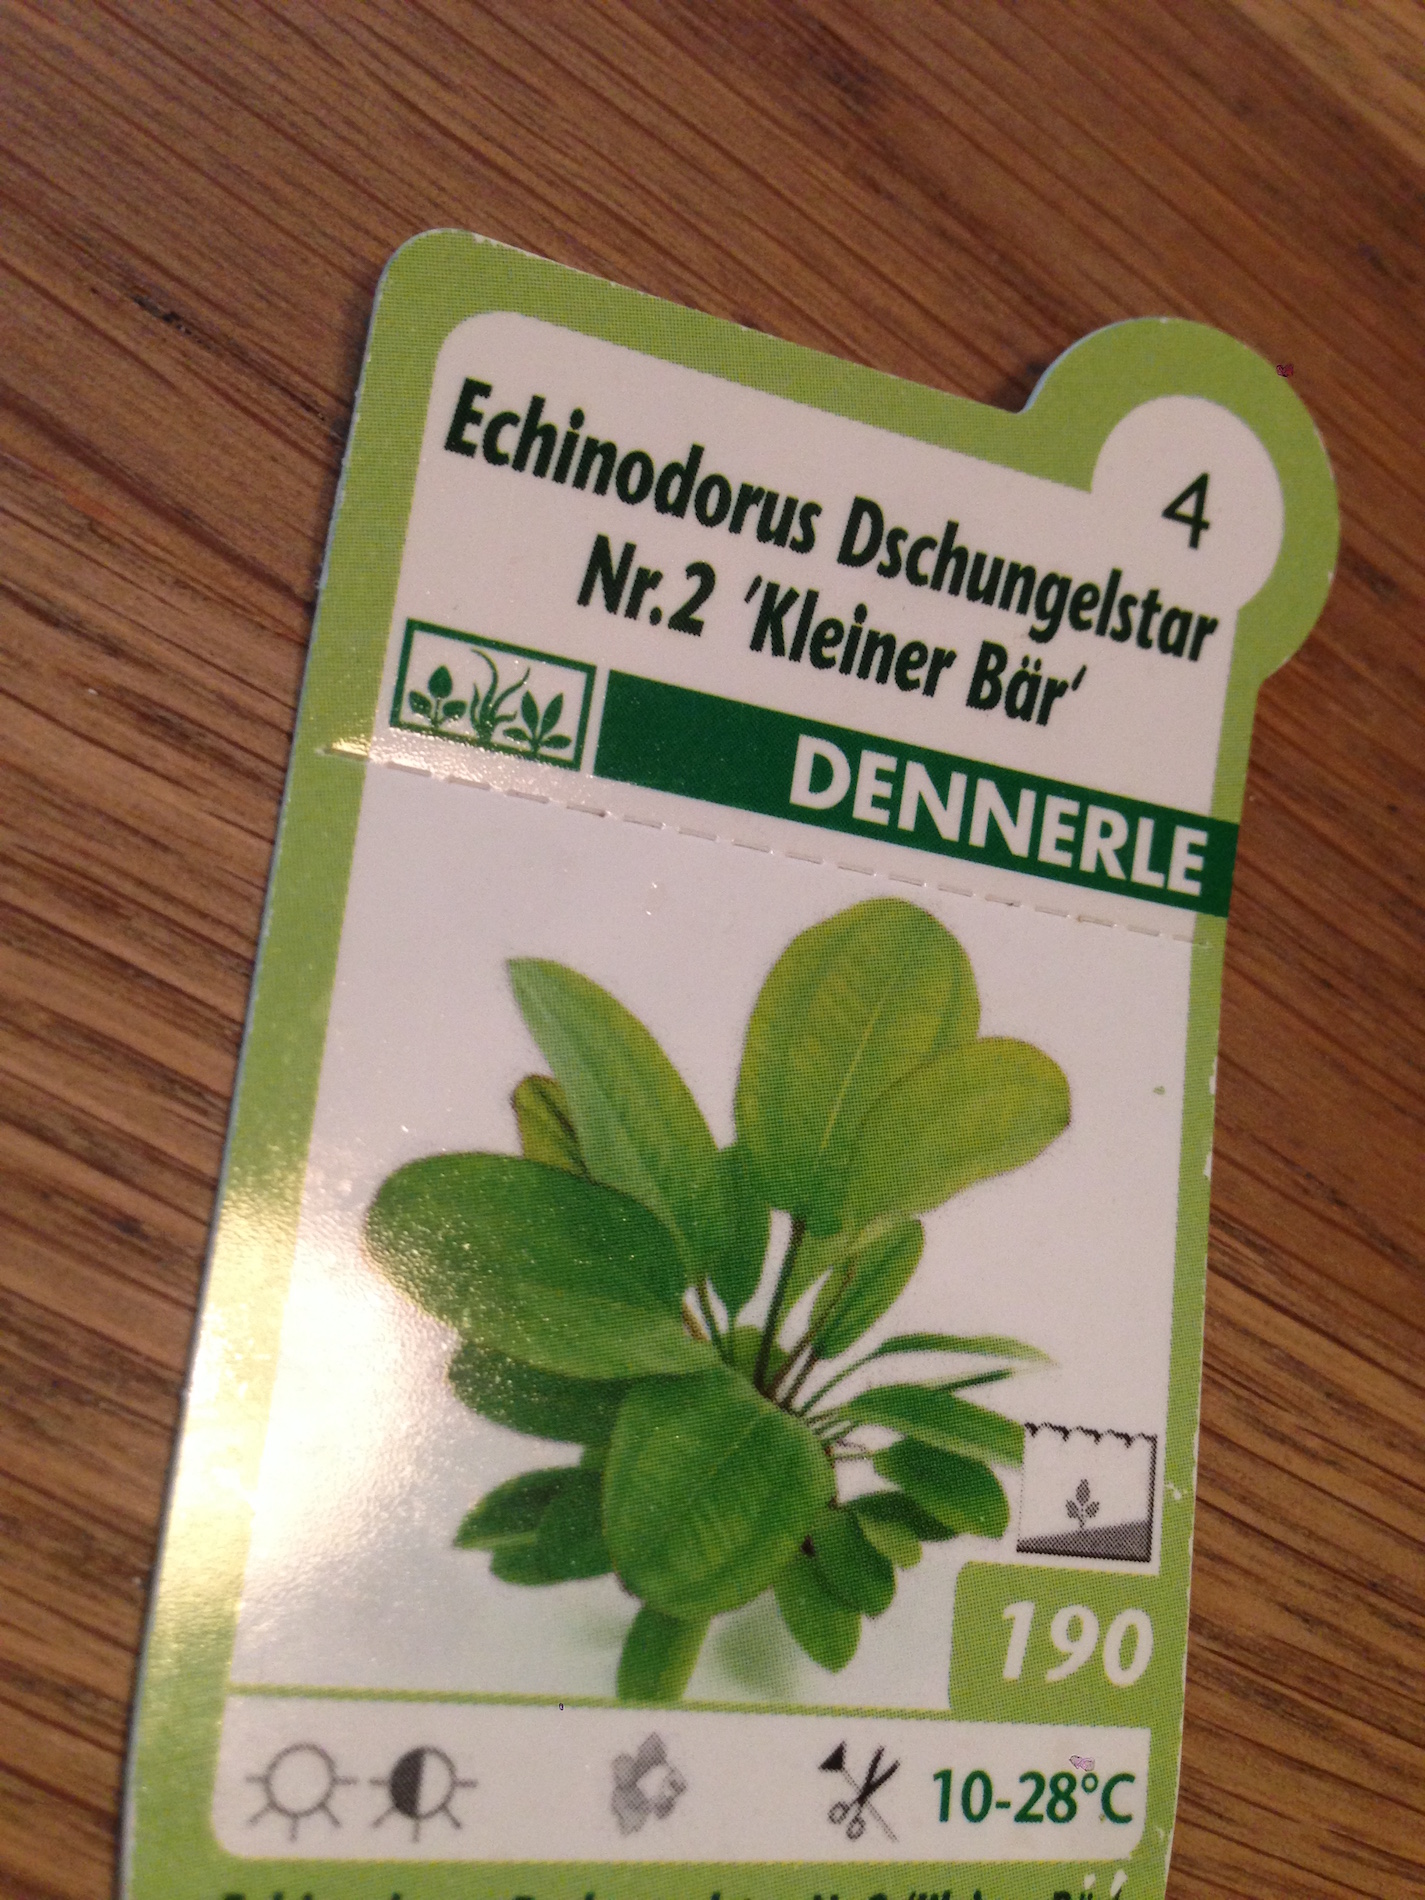 4
Echinodorus Dschungelstar
Nr.2 'Kleiner Bär'
DENNERLE
190
10-28°C